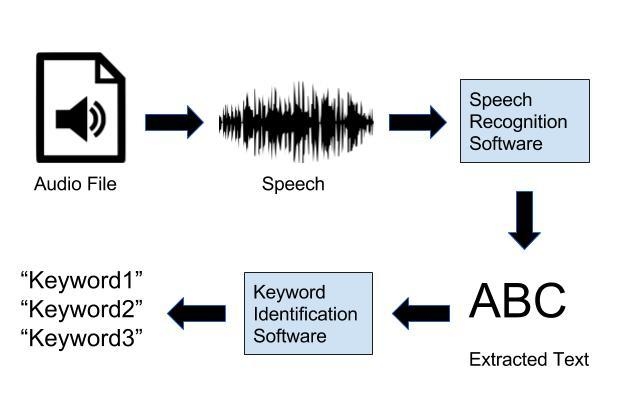 Speech
Recognition
Software
Audio File
Speech
ABC
Extracted Text
Keyword
Identification
Software
“Keyword1”
“Keyword2”
“Keyword3”